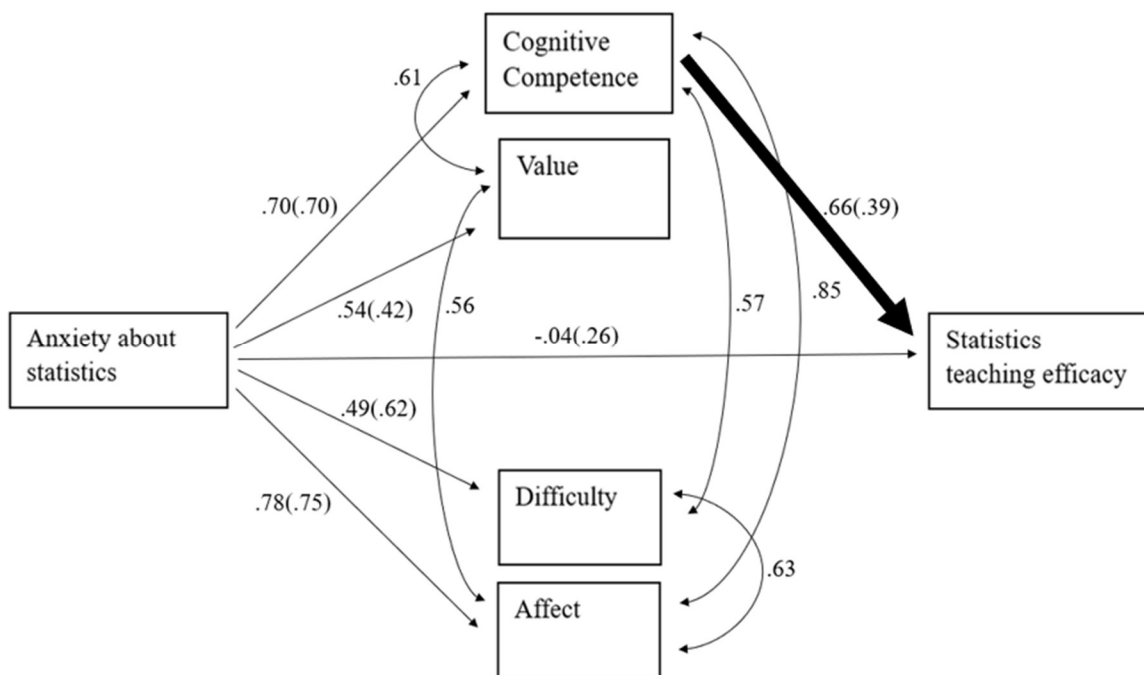 Cognitive
Competence
.61
Value
.70(.70)
.66(.39)
.54(.42)
.56
.57
.85
Anxiety about
statistics
-.04(.26)
Statistics
teaching efficacy
.49(.62)
.78(.75)
Difficulty
.63
Affect